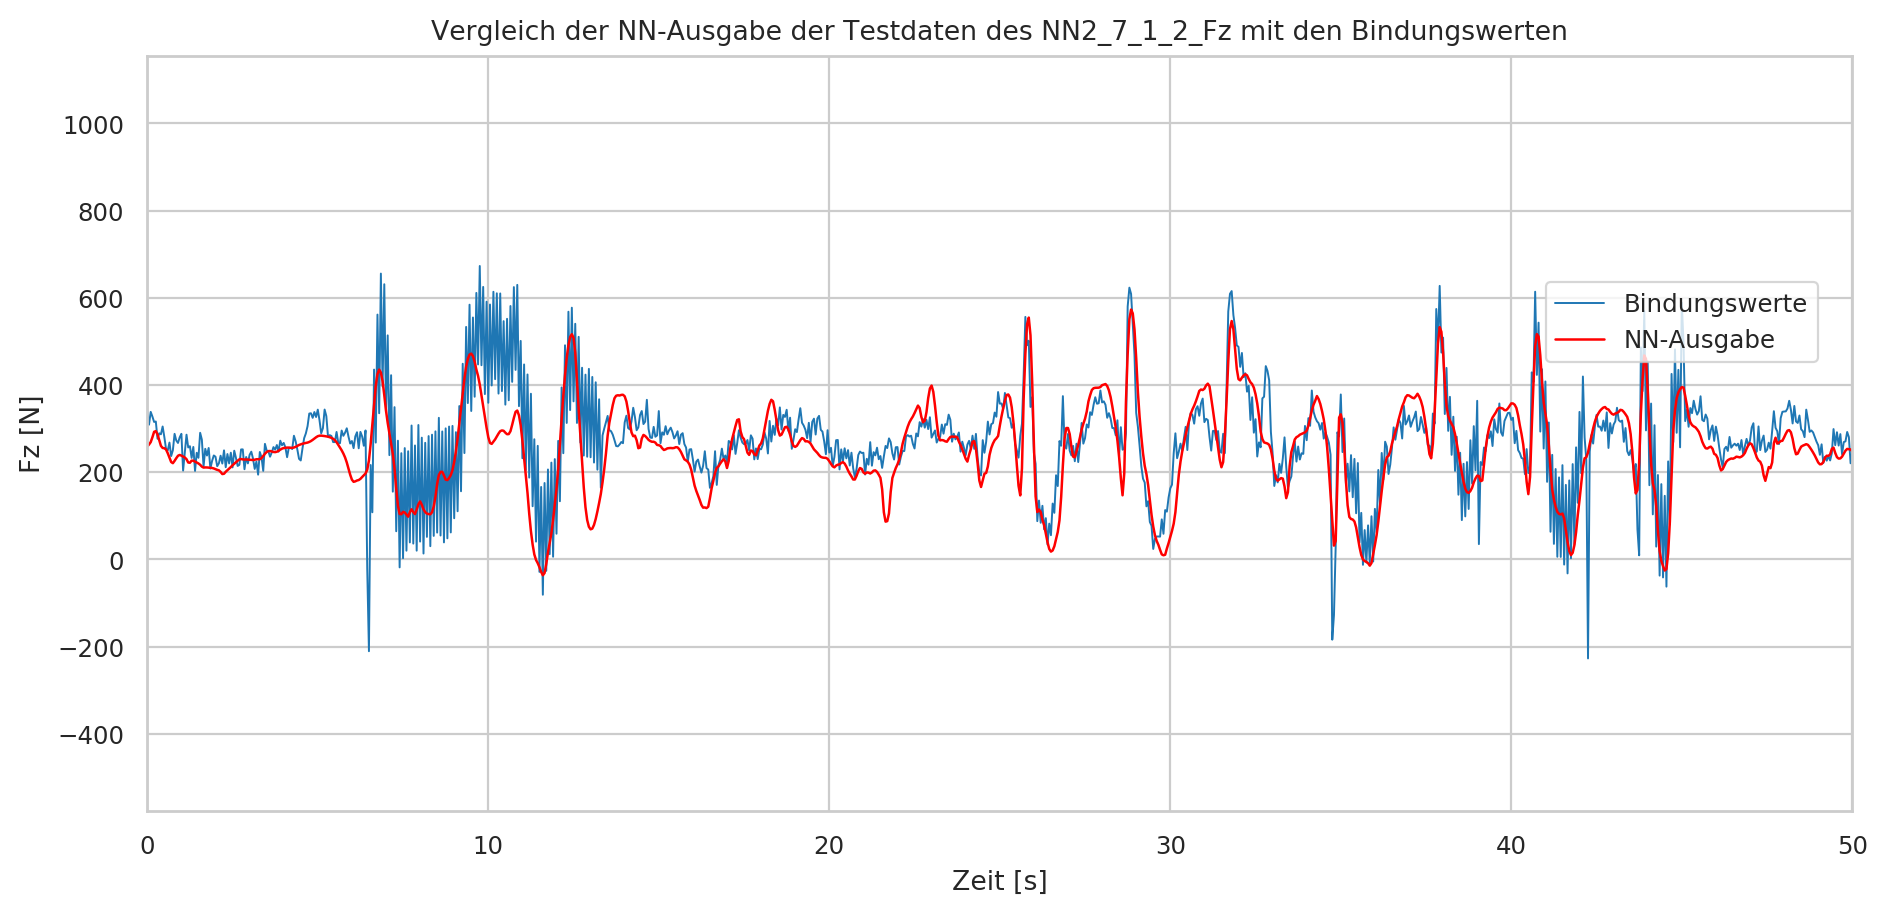 Vergleich der NN-Ausgabe der Testdaten des NN2_7_1_2_Fz mit den Bindungswerten
1000
800
600
400
200
0
−200
−400
Fz [N]
Bindungswerte
NN-Ausgabe
0 10 20 30 40 50
Zeit [s]